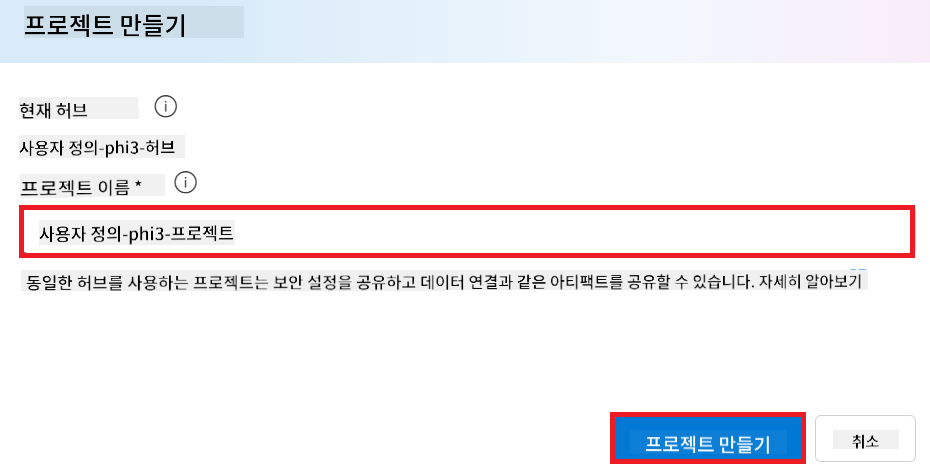 프로젝트 만들기
현재 허브
사용자 정의-phi3-허브
프로젝트 이름 *
사용자 정의-phi3-프로젝트
동일한 허브를 사용하는 프로젝트는 보안 설정을 공유하고 데이터 연결과 같은 아티팩트를 공유할 수 있습니다. 자세히 알아보기
프로젝트 만들기 취소